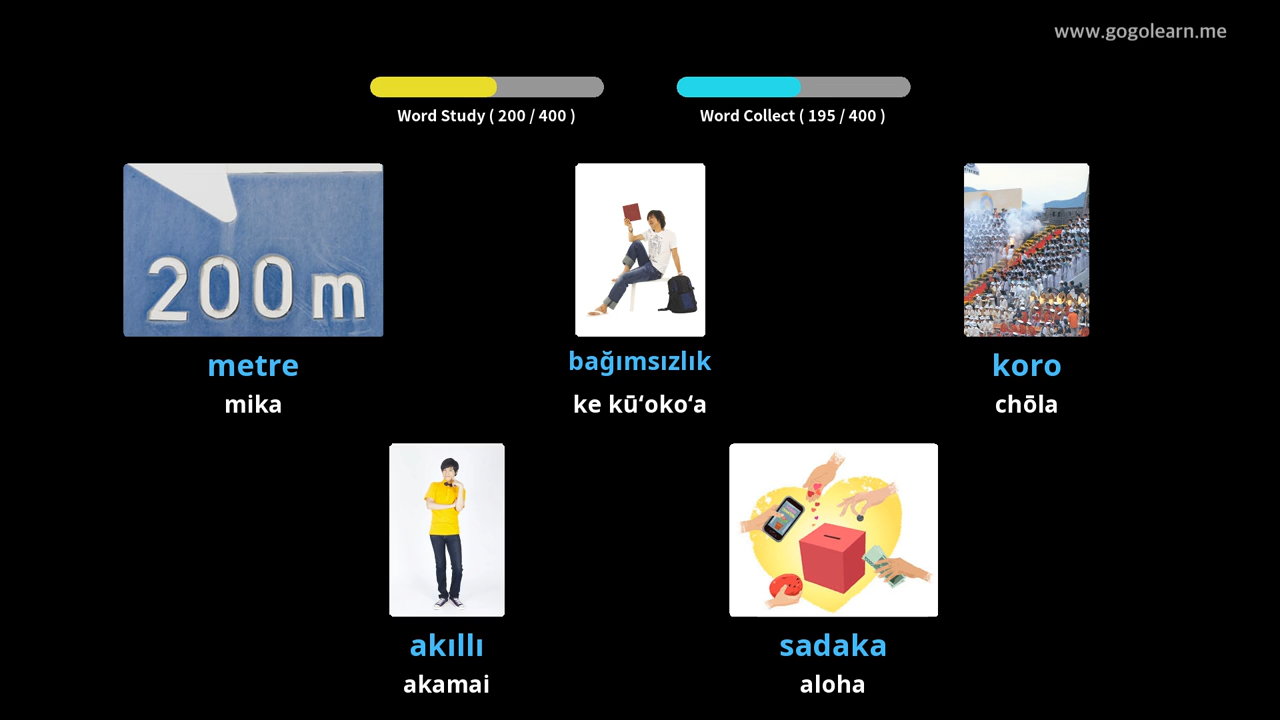 www.gogolearn.me
Word Study ( 200 / 400 )
Word Collect ( 195 / 400 )
200 m
metre
mika
bağımsızlık
ke kūʻokoʻa
koro
chōla
akıllı
akamai
sadaka
aloha